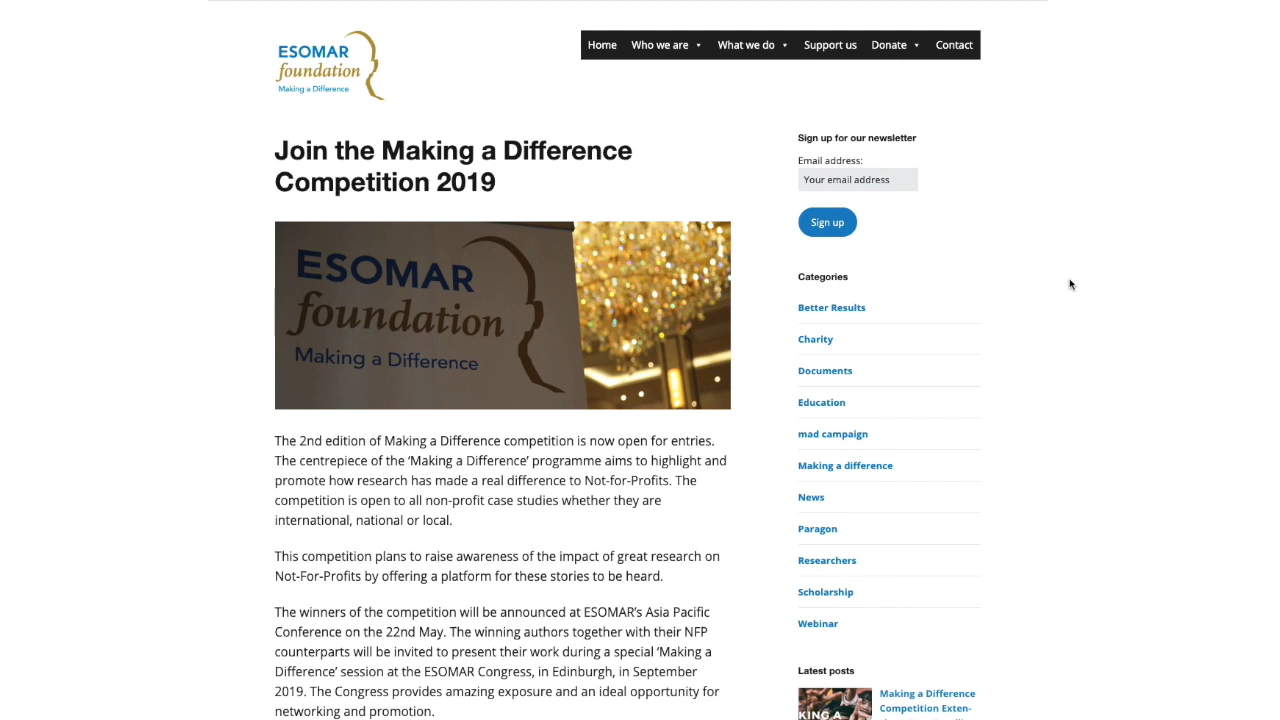 ESOMAR
foundation
Making a Difference
Home Who we are What we do Support us Donate Contact
Join the Making a Difference
Competition 2019
ESOMAR
foundation
Making a Difference
The 2nd edition of Making a Difference competition is now open for entries.
The centrepiece of the ‘Making a Difference’ programme aims to highlight and
promote how research has made a real difference to Not-for-Profits. The
competition is open to all non-profit case studies whether they are
international, national or local.
This competition plans to raise awareness of the impact of great research on
Not-For-Profits by offering a platform for these stories to be heard.
The winners of the competition will be announced at ESOMAR’s Asia Pacific
Conference on the 22nd May. The winning authors together with their NFP
counterparts will be invited to present their work during a special ‘Making a
Difference’ session at the ESOMAR Congress, in Edinburgh, in September
2019. The Congress provides amazing exposure and an ideal opportunity for
networking and promotion.
Sign up for our newsletter
Email address:
Your email address
Sign up
Categories
Better Results
Charity
Documents
Education
mad campaign
Making a difference
News
Paragon
Researchers
Scholarship
Webinar
Latest posts
Making a Difference
Competition Exten-